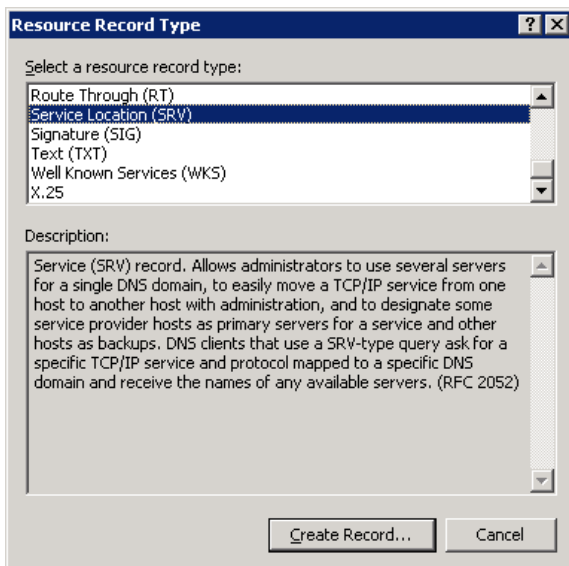 Resource Record Type
Select a resource record type:
Route Through (RT)
Service Location (SRV)
Signature (SIG)
Text (TXT)
Well Known Services (WKS)
X.25
Description:
Service (SRV) record. Allows administrators to use several servers
for a single DNS domain, to easily move a TCP/IP service from one
host to another host with administration, and to designate some
service provider hosts as primary servers for a service and other
hosts as backups. DNS clients that use a SRV-type query ask for a
specific TCP/IP service and protocol mapped to a specific DNS
domain and receive the names of any available servers. (RFC 2052)
Create Record...
Cancel